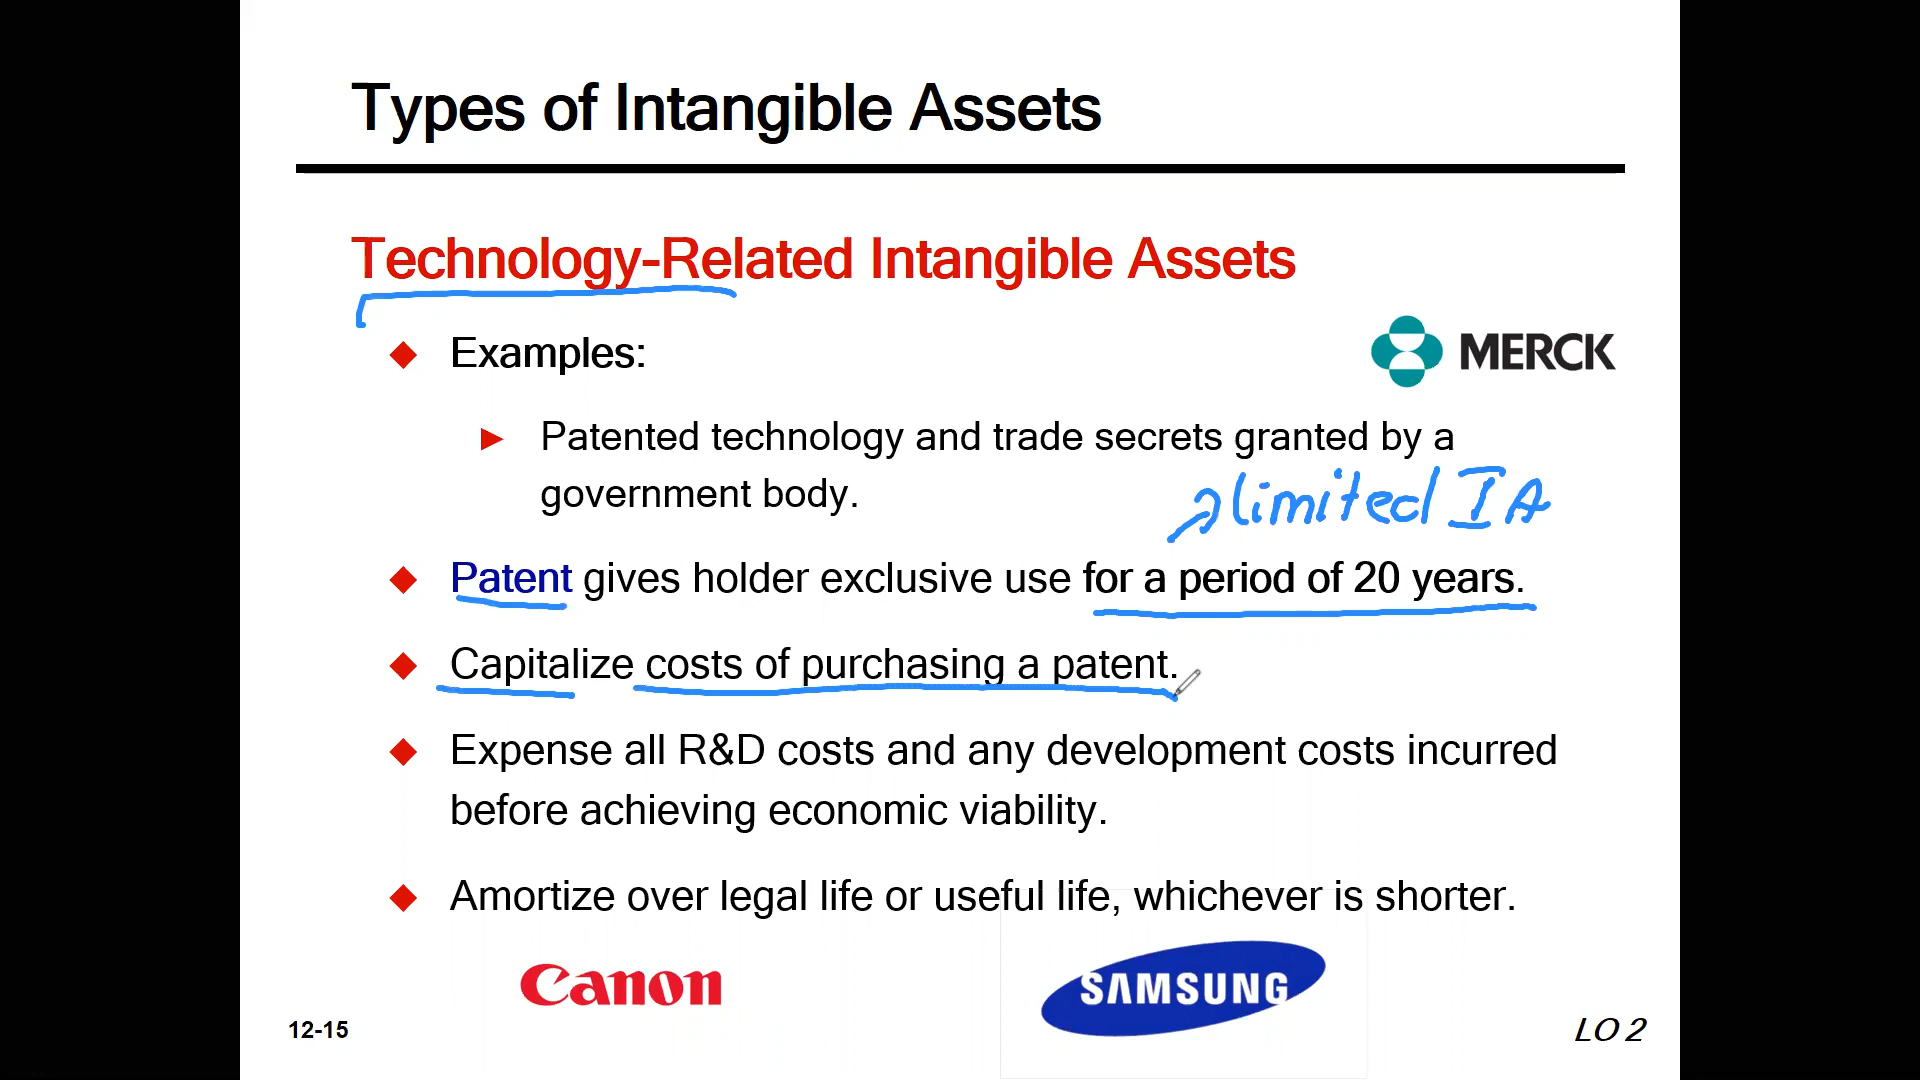 Types of Intangible Assets
Technology-Related Intangible Assets
Examples:
MERCK
Patented technology and trade secrets granted by a
government body.
limited IA
Patent gives holder exclusive use for a period of 20 years.
Capitalize costs of purchasing a patent.
Expense all R&D costs and any development costs incurred
before achieving economic viability.
Amortize over legal life or useful life, whichever is shorter.
Canon
SAMSUNG
12-15
LO 2